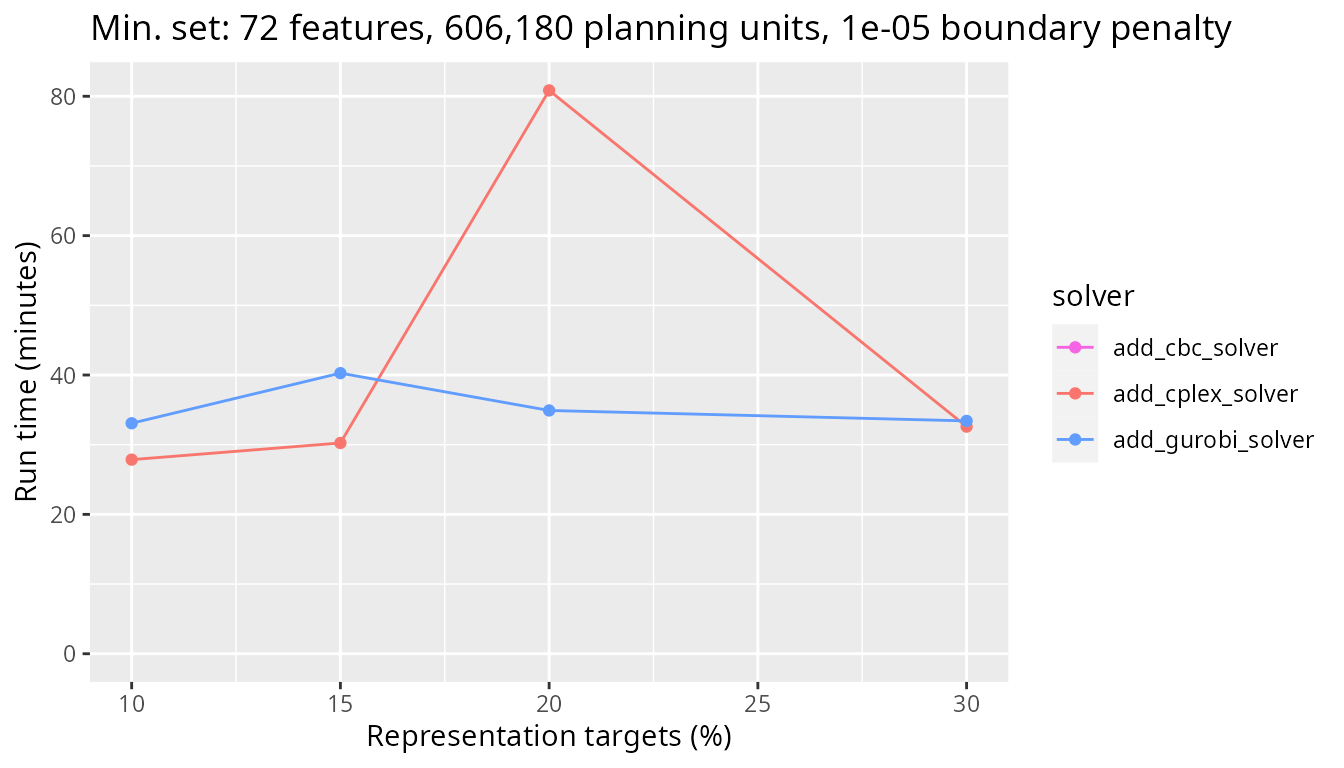 Min. set: 72 features, 606,180 planning units, 1e-05 boundary penalty
Run time (minutes)
80
60
40
20
0
10 15 20 25 30
Representation targets (%)
solver
add_cbc_solver
add_cplex_solver
add_gurobi_solver